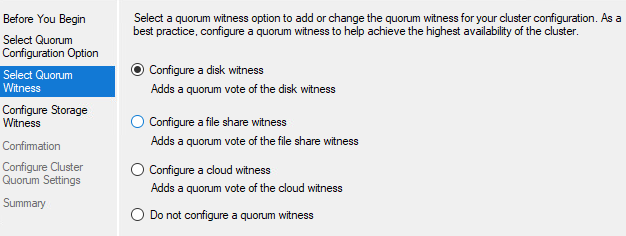 Before You Begin
Select Quorum
Configuration Option
Select Quorum
Witness
Configure Storage
Witness
Confirmation
Configure Cluster
Quorum Settings
Summary
Select a quorum witness option to add or change the quorum witness for your cluster configuration. As a
best practice, configure a quorum witness to help achieve the highest availability of the cluster.
Configure a disk witness
Adds a quorum vote of the disk witness
Configure a file share witness
Adds a quorum vote of the file share witness
Configure a cloud witness
Adds a quorum vote of the cloud witness
Do not configure a quorum witness